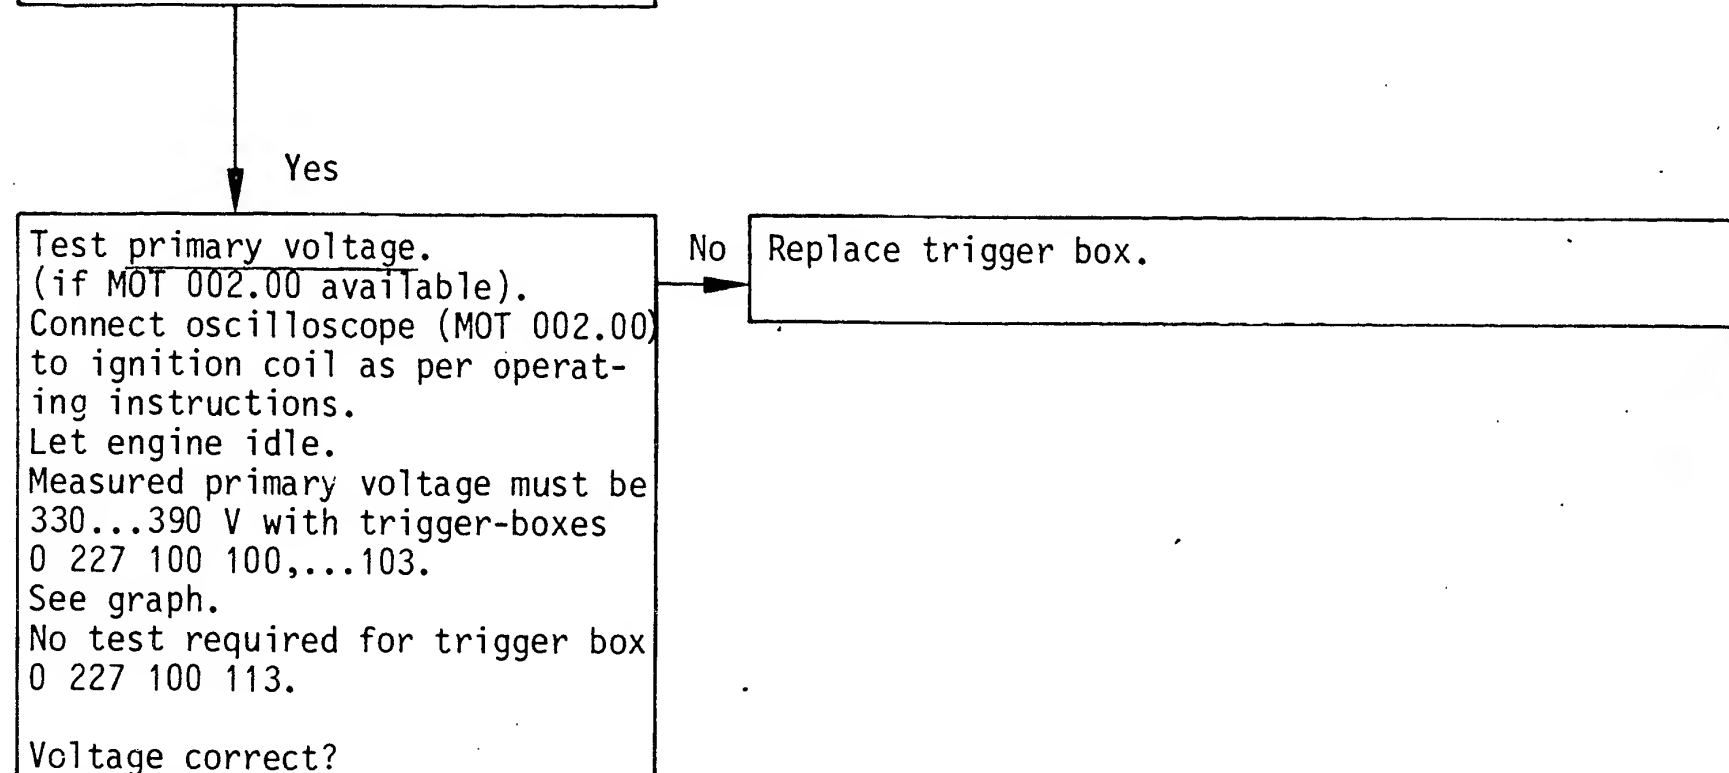 Yes
Test primary voltage.
(if MOT 002.00 available).
Connect oscilloscope (MOT 002.00)
to ignition coil as per operat-
ing instructions.
Let engine idle.
Measured primary voltage must be
330...390 V with trigger-boxes
0 227 100 100,...103.
See graph.
No test required for trigger box
0 227 100 113.
Voltage correct?
No
Replace trigger box.